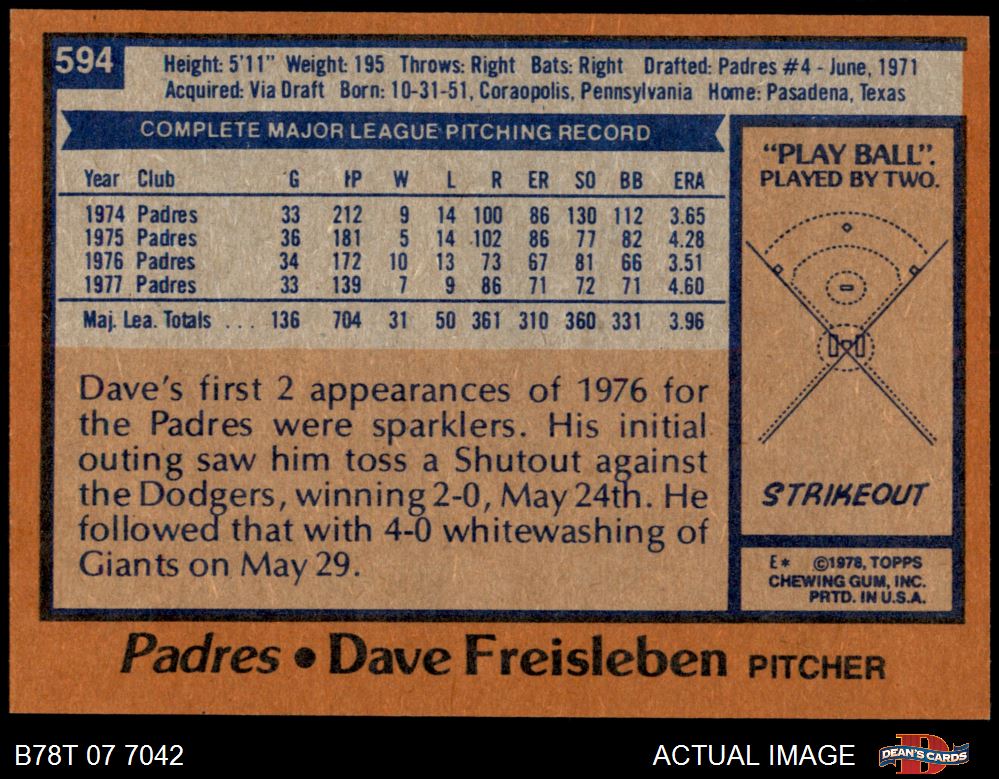 594
Height: 5'11" Weight: 195 Throws: Right Bats: Right Drafted: Padres #4 - June, 1971
Acquired: Via Draft Born: 10-31-51, Coraopolis, Pennsylvania Home: Pasadena, Texas
COMPLETE MAJOR LEAGUE PITCHING RECORD
Year Club G IP W L R ER SO BB ERA
1974 Padres 33 212 9 14 100 86 130 112 3.65
1975 Padres 36 181 5 14 102 86 77 82 4.28
1976 Padres 34 172 10 13 73 67 81 66 3.51
1977 Padres 33 139 7 9 86 71 72 71 4.60
Maj. Lea. Totals . . . 136 704 31 50 361 310 360 331 3.96
Dave's first 2 appearances of 1976 for
the Padres were sparklers. His initial
outing saw him toss a Shutout against
the Dodgers, winning 2-0, May 24th. He
followed that with 4-0 whitewashing of
Giants on May 29.
"PLAY BALL".
PLAYED BY TWO.
STRIKEOUT
E* ©1978, TOPPS
CHEWING GUM, INC.
PRTD. IN U.S.A.
Padres • Dave Freisleben PITCHER
B78T 07 7042
ACTUAL IMAGE
DEAN'S CARDS